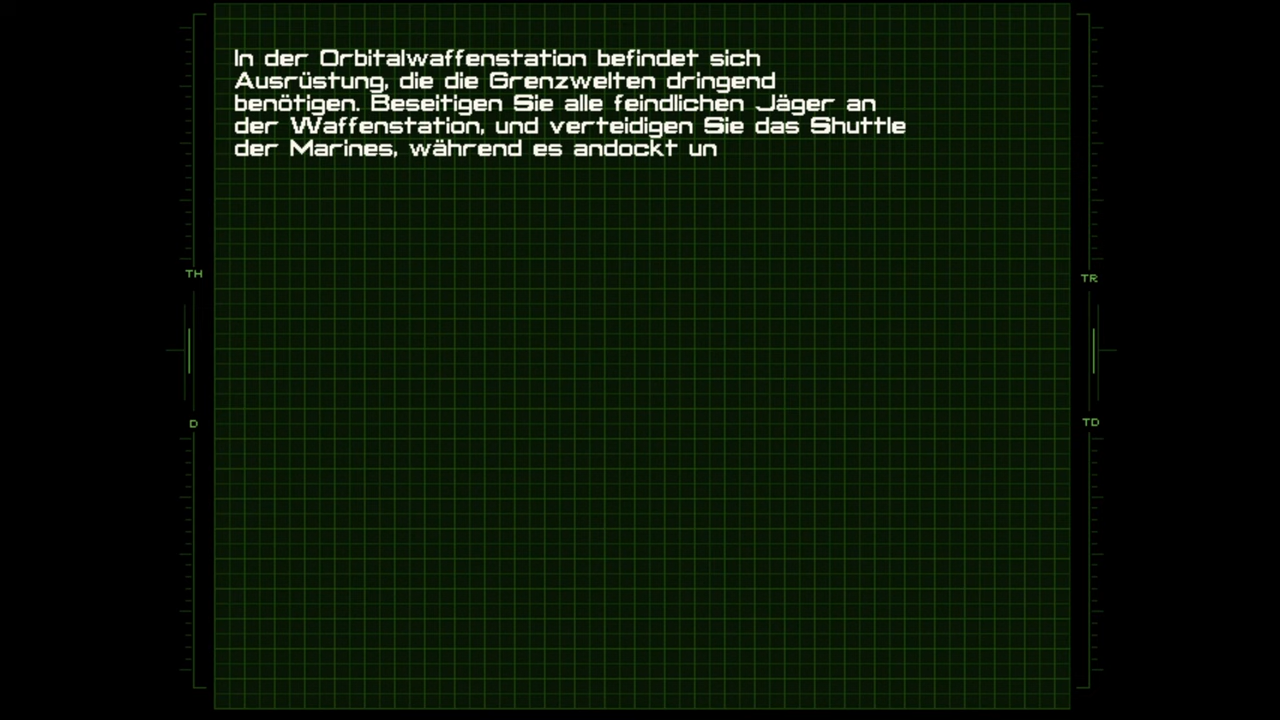 In der Orbitalwaffenstation befindet sich
Ausrüstung, die die Grenzwelten dringend
benötigen. Beseitigen Sie alle feindlichen Jäger an
der Waffenstation, und verteidigen Sie das Shuttle
der Marines, während es andockt un
TH
TR
D
TD